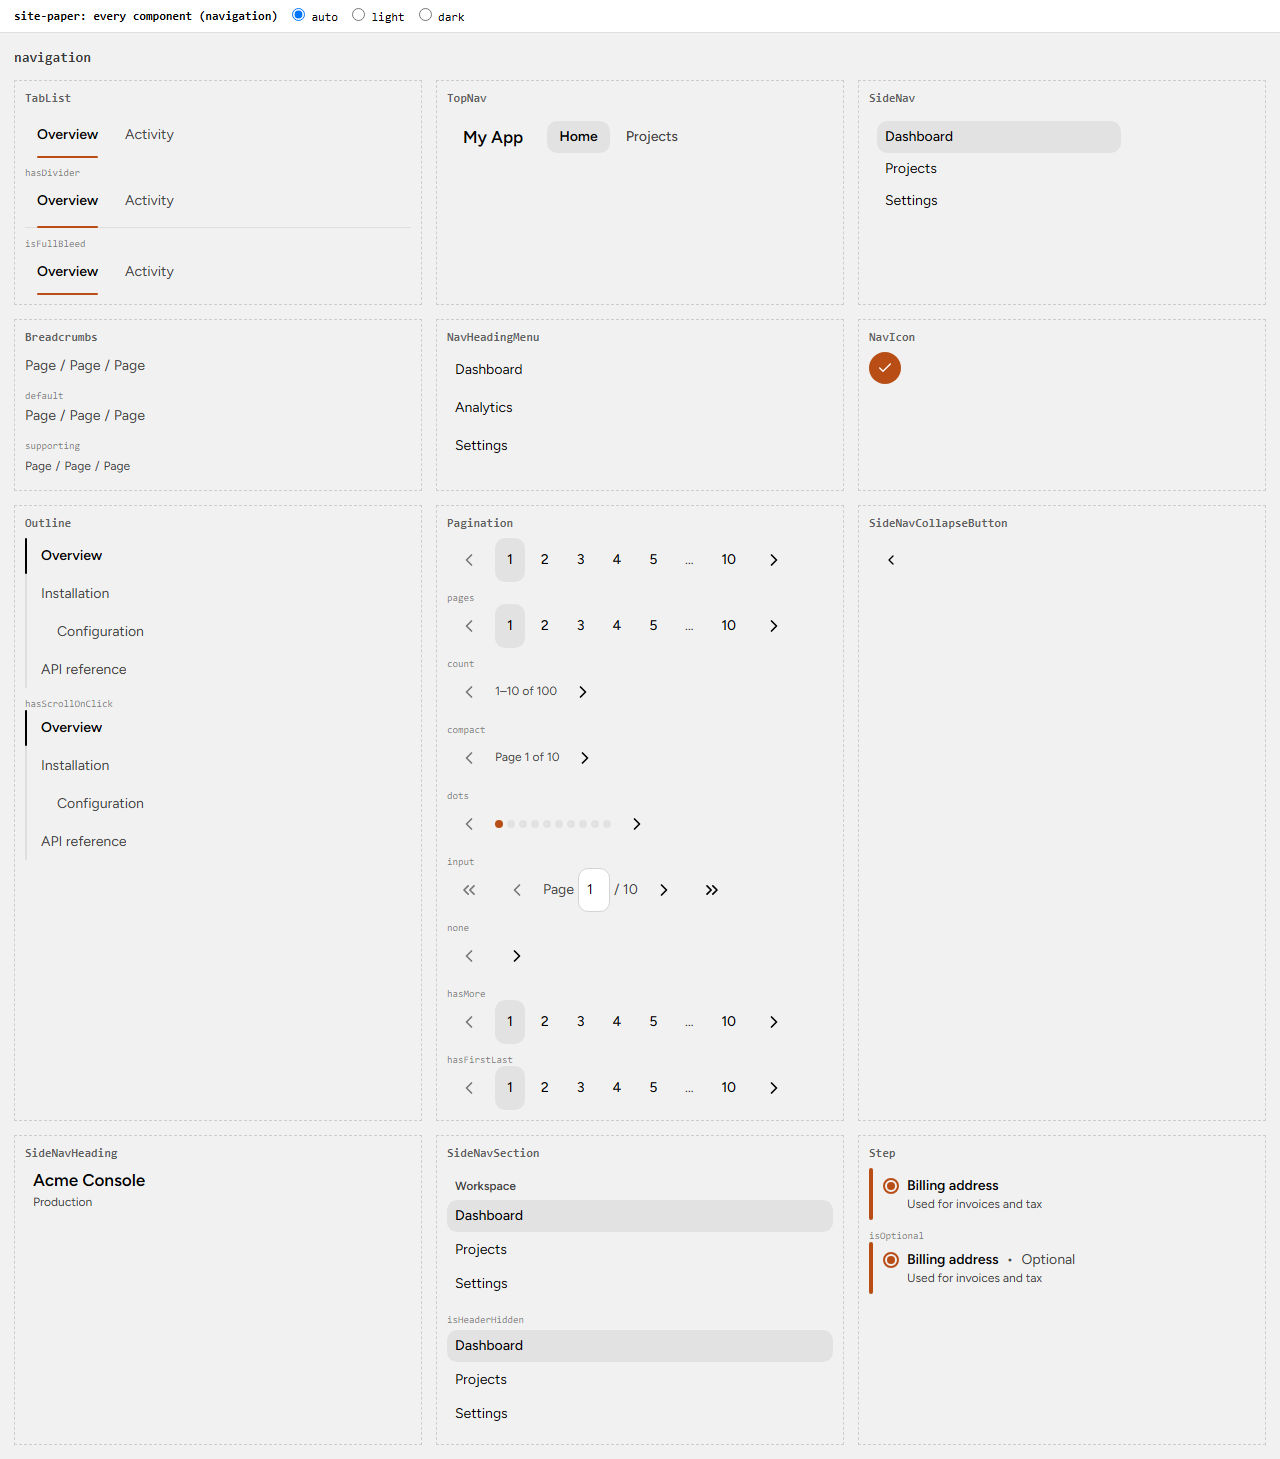 site-paper: every component (navigation) auto light dark
navigation
TabList
Overview Activity
hasDivider
Overview Activity
isFullBleed
Overview Activity
TopNav
My App Home Projects
SideNav
Dashboard
Projects
Settings
Breadcrumbs
Page / Page / Page
default
Page / Page / Page
supporting
Page / Page / Page
NavHeadingMenu
Dashboard
Analytics
Settings
NavIcon
Outline
Overview
Installation
Configuration
API reference
hasScrollOnClick
Overview
Installation
Configuration
API reference
Pagination
1 2 3 4 5 ... 10
pages
1 2 3 4 5 ... 10
count
1–10 of 100
compact
Page 1 of 10
dots
input
Page 1 / 10
none
hasMore
1 2 3 4 5 ... 10
hasFirstLast
1 2 3 4 5 ... 10
SideNavCollapseButton
SideNavHeading
Acme Console
Production
SideNavSection
Workspace
Dashboard
Projects
Settings
isHeaderHidden
Dashboard
Projects
Settings
Step
Billing address
Used for invoices and tax
isOptional
Billing address • Optional
Used for invoices and tax